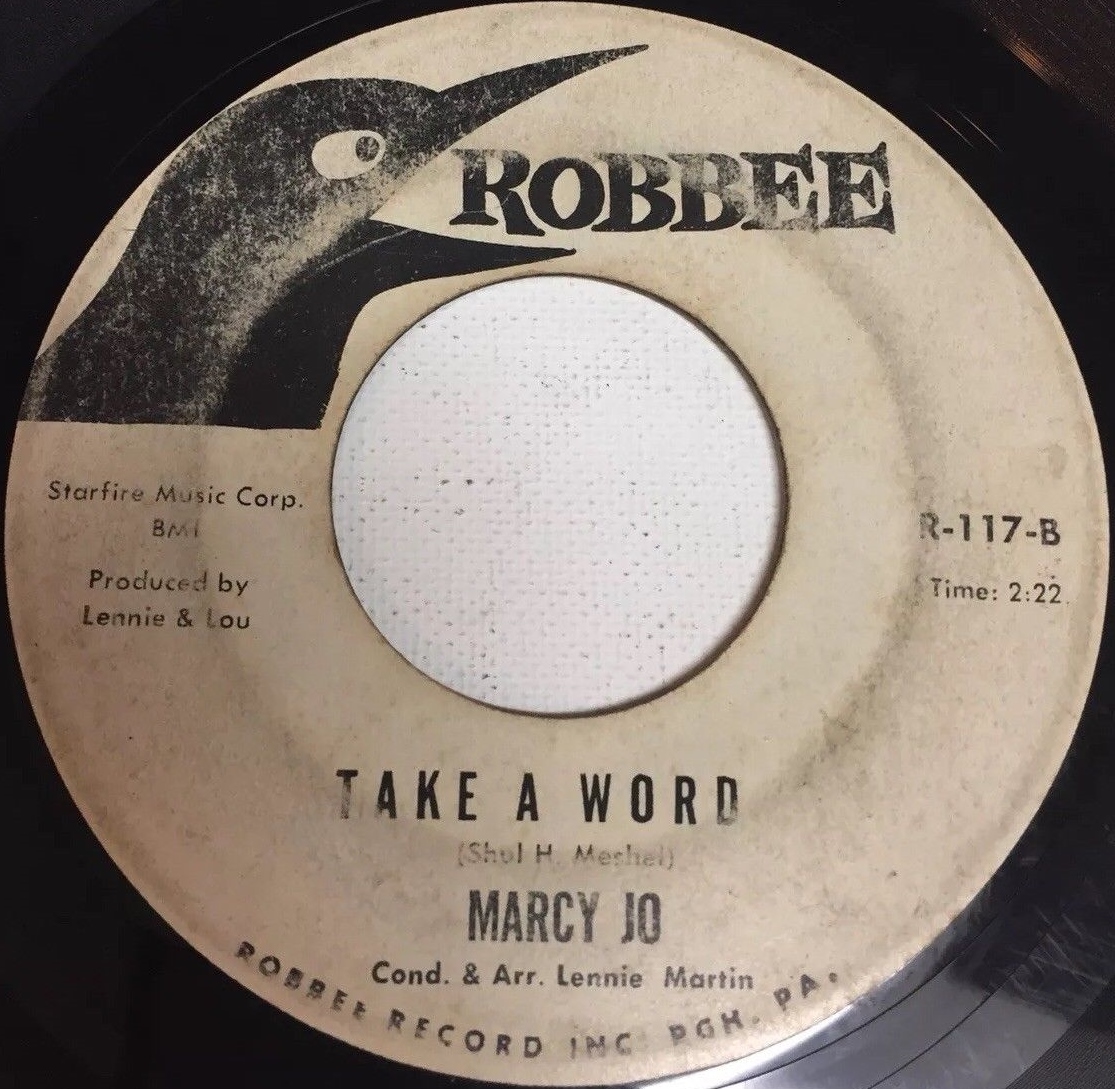 ROBBEE
Starfire Music Corp.
BMI
Produced by
Lennie & Lou
R-117-B
Time: 2:22
TAKE A WORD
(Shul H. Meshel)
MARCY JO
Cond. & Arr. Lennie Martin
ROBBEE RECORD INC. PGH. PA.